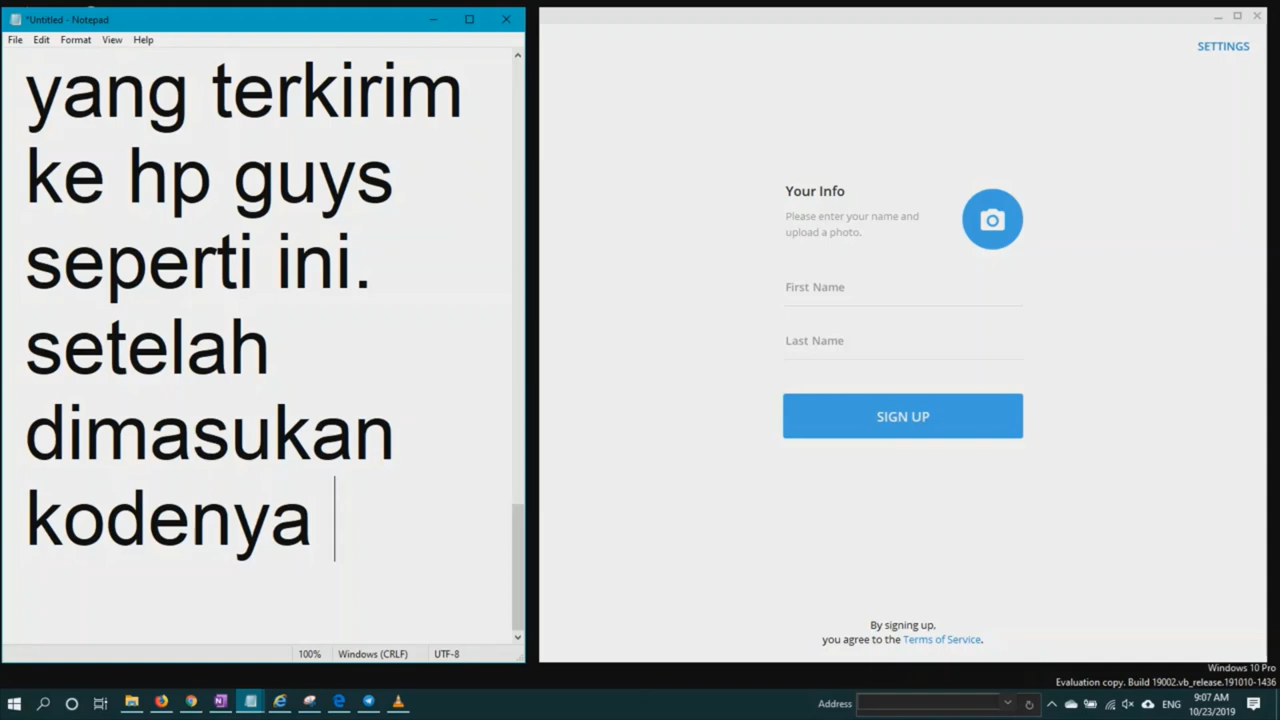 *Untitled - Notepad
File Edit Format View Help
yang terkirim
ke hp guys
seperti ini.
setelah
dimasukan
kodenya
100% Windows (CRLF) UTF-8
SETTINGS
Your Info
Please enter your name and
upload a photo.
First Name
Last Name
SIGN UP
By signing up,
you agree to the Terms of Service.
Windows 10 Pro
Evaluation copy. Build 19002.vb_release.191010-1436
Address
ENG
9:07 AM
10/23/2019